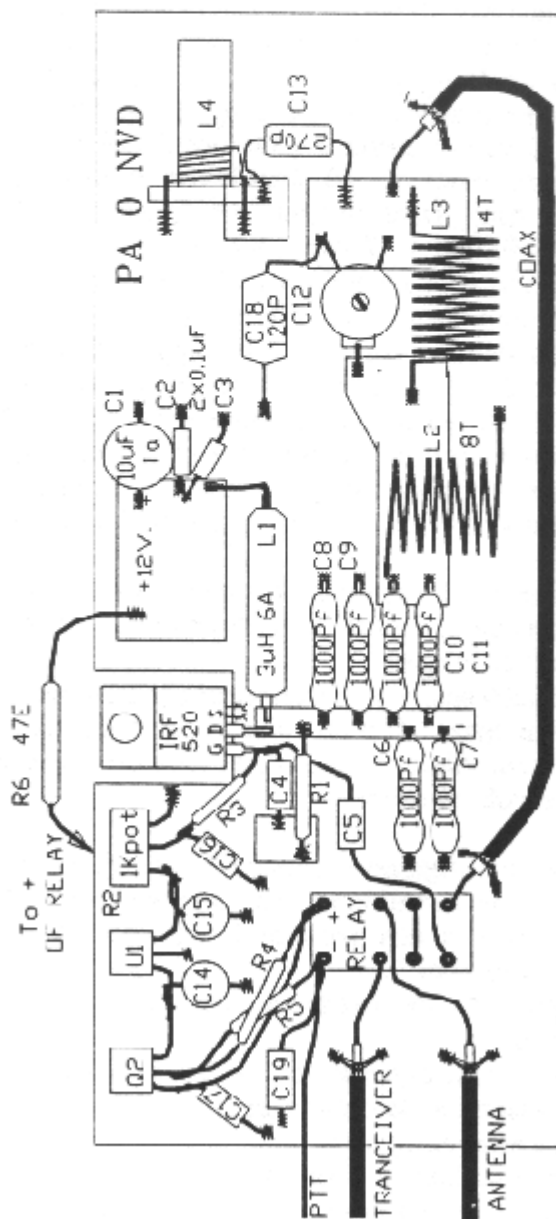 PA 0 NVD
L4
C13
270p
C1
10uF
1a
+
C2
2x0.1uF
C3
+12V.
C18
120P
C12
L3
14T
COAX
L2
8T
L1
3uH 6A
R6 47E
To +
OF RELAY
IRF
520
G D S
C8
C9
1000Pf
1000Pf
1000Pf
1000Pf
C10
C11
C6
C7
1000Pf
1000Pf
-
R2
1Kpot
R3
C4
R1
C16
C5
U1
C15
C14
Q2
R4
R5
- +
RELAY
C17
C19
PTT
TRANCEIVER
ANTENNA